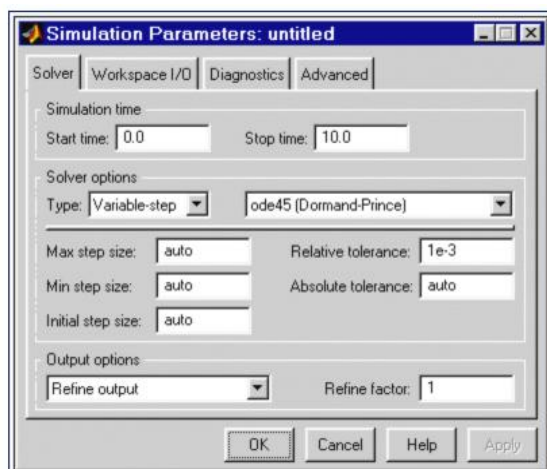 Simulation Parameters: untitled
Solver Workspace I/O Diagnostics Advanced
Simulation time
Start time: 0.0 Stop time: 10.0
Solver options
Type: Variable-step ode45 (Dormand-Prince)
Max step size: auto Relative tolerance: 1e-3
Min step size: auto Absolute tolerance: auto
Initial step size: auto
Output options
Refine output Refine factor: 1
OK Cancel Help Apply